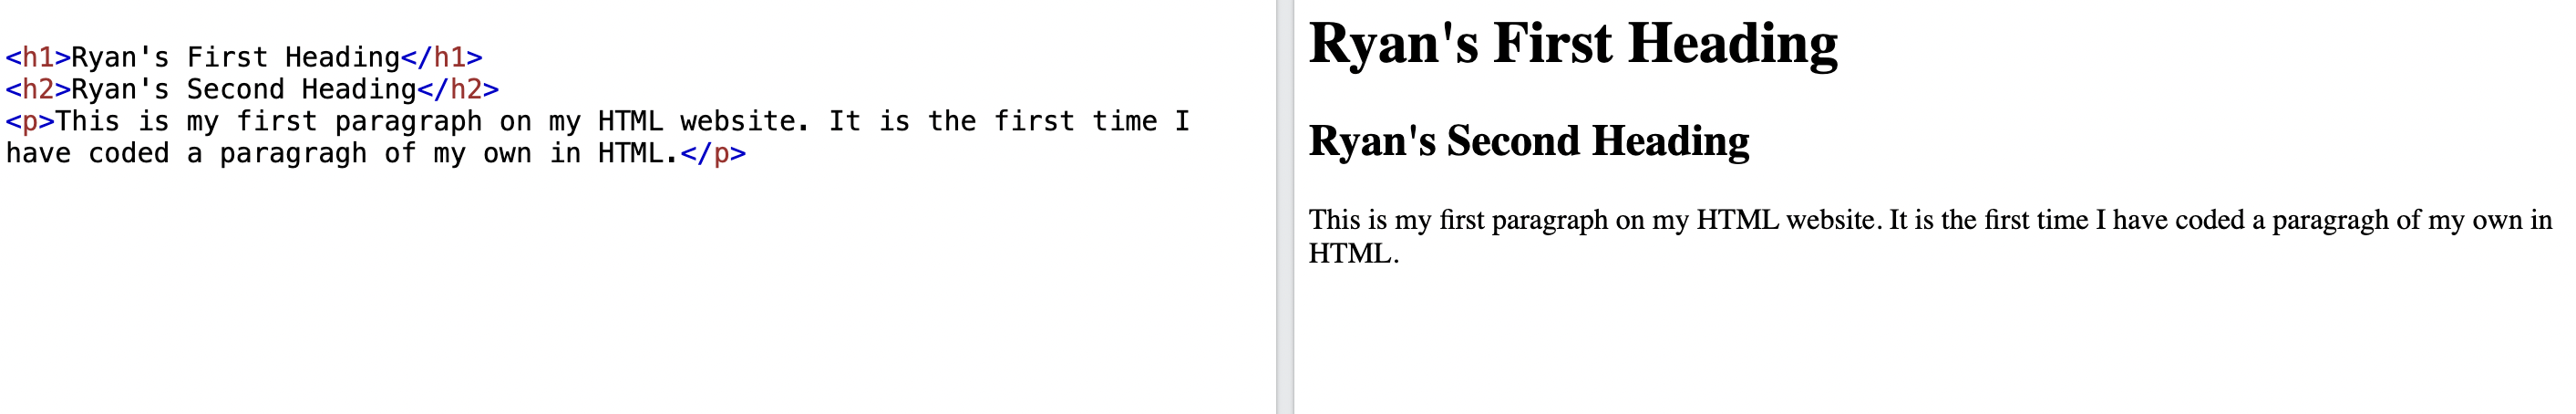 <h1>Ryan's First Heading</h1>
<h2>Ryan's Second Heading</h2>
<p>This is my first paragraph on my HTML website. It is the first time I
have coded a paragragh of my own in HTML.</p>
Ryan's First Heading
Ryan's Second Heading
This is my first paragraph on my HTML website. It is the first time I have coded a paragragh of my own in
HTML.